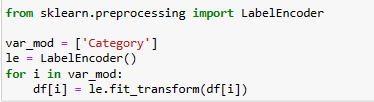 from sklearn.preprocessing import LabelEncoder

var_mod = ['Category']
le = LabelEncoder()
for i in var_mod:
    df[i] = le.fit_transform(df[i])